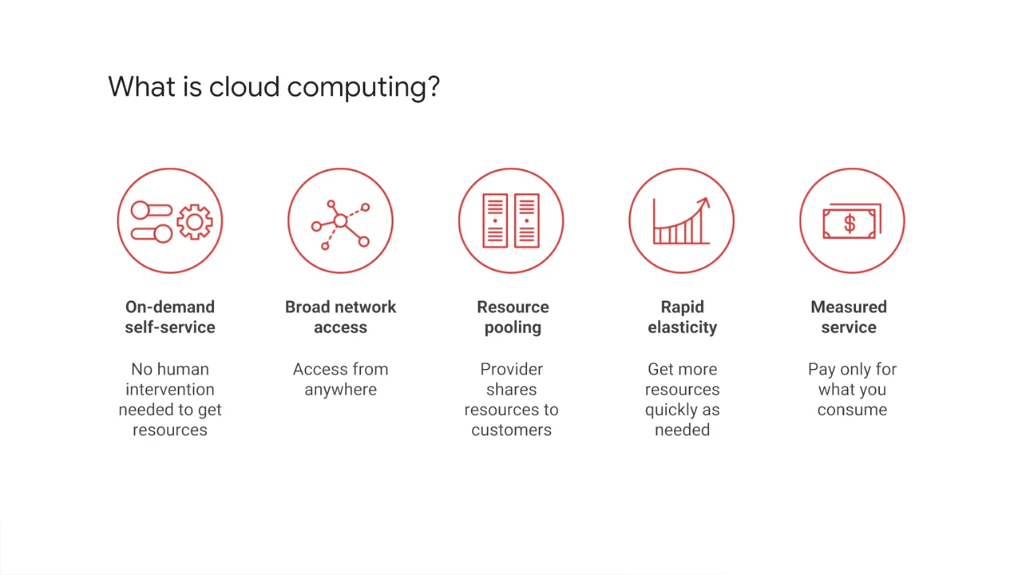 What is cloud computing?
On-demand
self-service
No human
intervention
needed to get
resources
Broad network
access
Access from
anywhere
Resource
pooling
Provider
shares
resources to
customers
Rapid
elasticity
Get more
resources
quickly as
needed
$
Measured
service
Pay only for
what you
consume